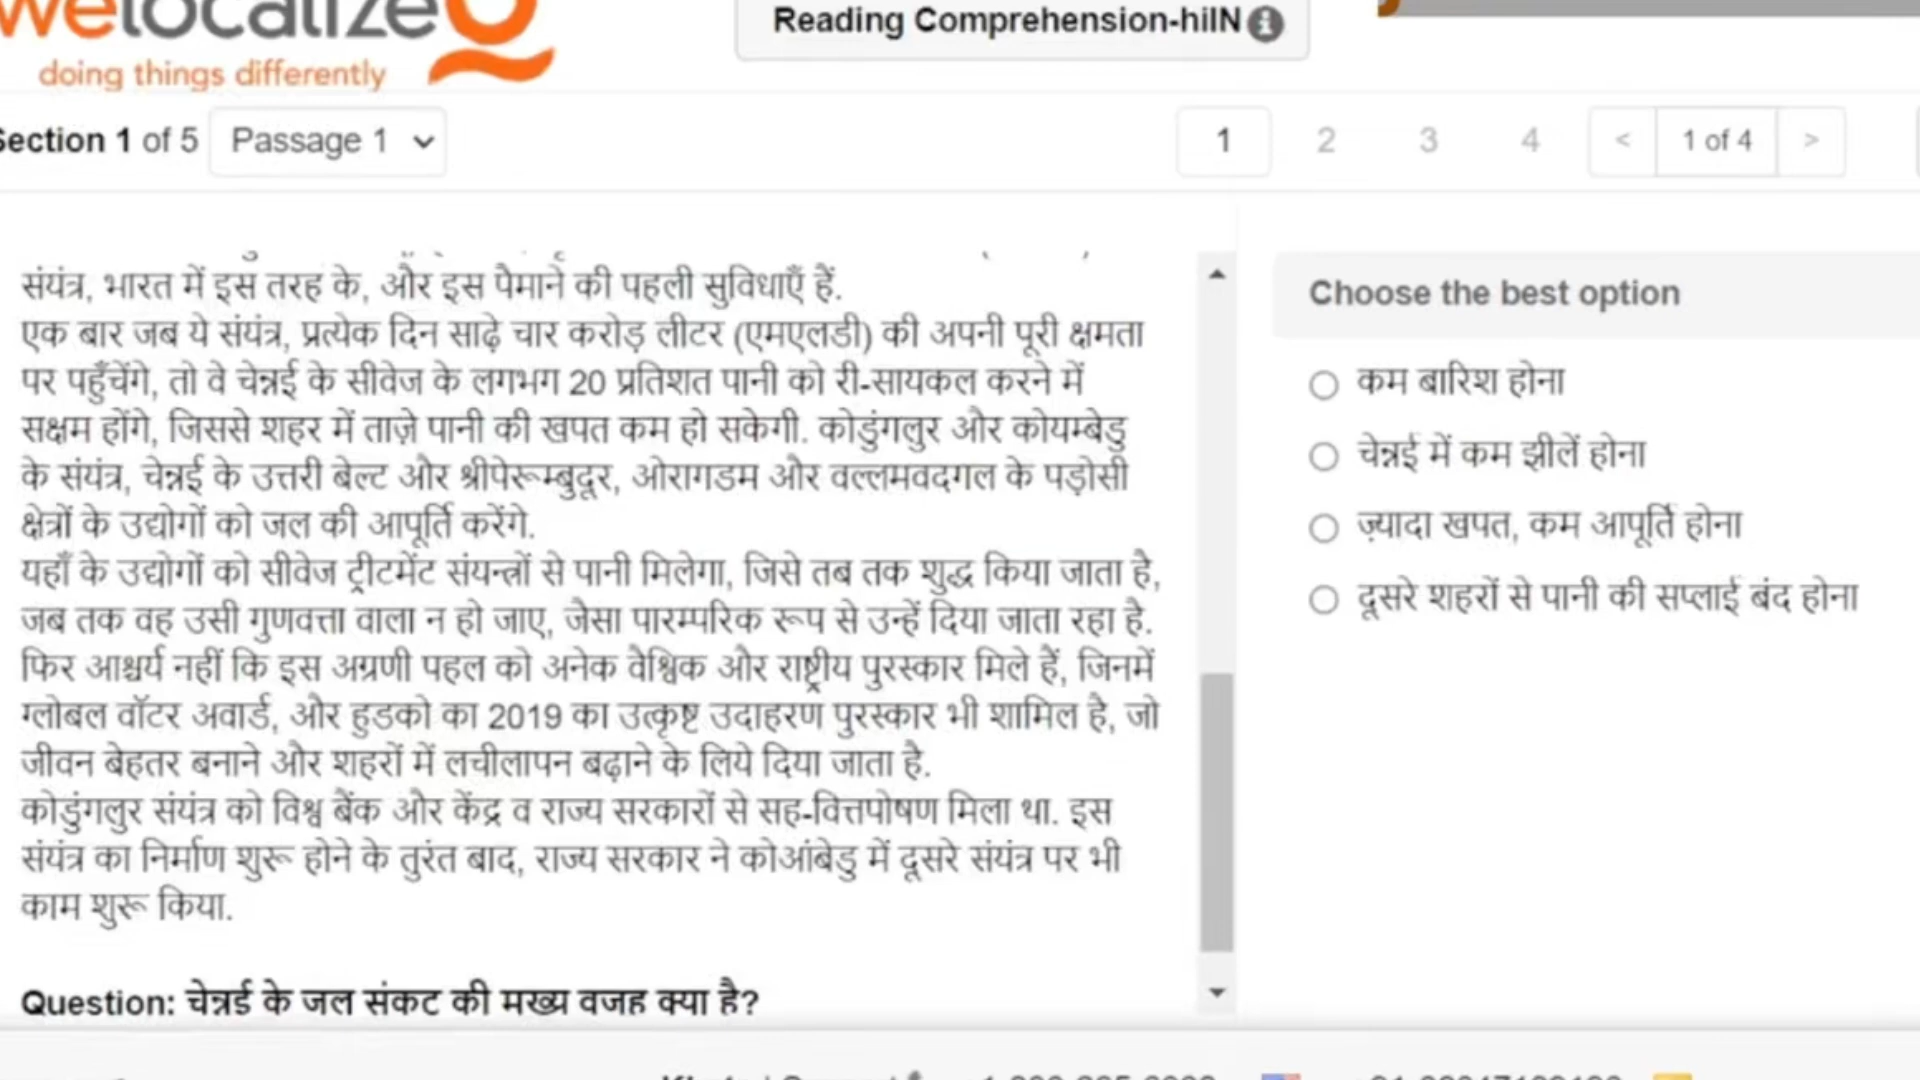 welocalize
Reading Comprehension-hiIN
doing things differently
Section 1 of 5 Passage 1
1 2 3 4 < 1 of 4 >
संयंत्र, भारत में इस तरह के, और इस पैमाने की पहली सुविधाएँ हैं.
एक बार जब ये संयंत्र, प्रत्येक दिन साढ़े चार करोड़ लीटर (एमएलडी) की अपनी पूरी क्षमता
पर पहुँचेंगे, तो वे चेन्नई के सीवेज के लगभग 20 प्रतिशत पानी को री-सायकल करने में
सक्षम होंगे, जिससे शहर में ताज़े पानी की खपत कम हो सकेगी. कोडुंगलुर और कोयम्बेडु
के संयंत्र, चेन्नई के उत्तरी बेल्ट और श्रीपेरूम्बुदूर, ओरागडम और वल्लमवदगल के पड़ोसी
क्षेत्रों के उद्योगों को जल की आपूर्ति करेंगे.
यहाँ के उद्योगों को सीवेज ट्रीटमेंट संयन्त्रों से पानी मिलेगा, जिसे तब तक शुद्ध किया जाता है,
जब तक वह उसी गुणवत्ता वाला न हो जाए, जैसा पारम्परिक रूप से उन्हें दिया जाता रहा है.
फिर आश्चर्य नहीं कि इस अग्रणी पहल को अनेक वैश्विक और राष्ट्रीय पुरस्कार मिले हैं, जिनमें
ग्लोबल वॉटर अवार्ड, और हुडको का 2019 का उत्कृष्ट उदाहरण पुरस्कार भी शामिल है, जो
जीवन बेहतर बनाने और शहरों में लचीलापन बढ़ाने के लिये दिया जाता है.
कोडुंगलुर संयंत्र को विश्व बैंक और केंद्र व राज्य सरकारों से सह-वित्तपोषण मिला था. इस
संयंत्र का निर्माण शुरू होने के तुरंत बाद, राज्य सरकार ने कोआंबेडु में दूसरे संयंत्र पर भी
काम शुरू किया.
Question: चेन्नई के जल संकट की मुख्य वजह क्या है?
Choose the best option
कम बारिश होना
चेन्नई में कम झीलें होना
ज़्यादा खपत, कम आपूर्ति होना
दूसरे शहरों से पानी की सप्लाई बंद होना